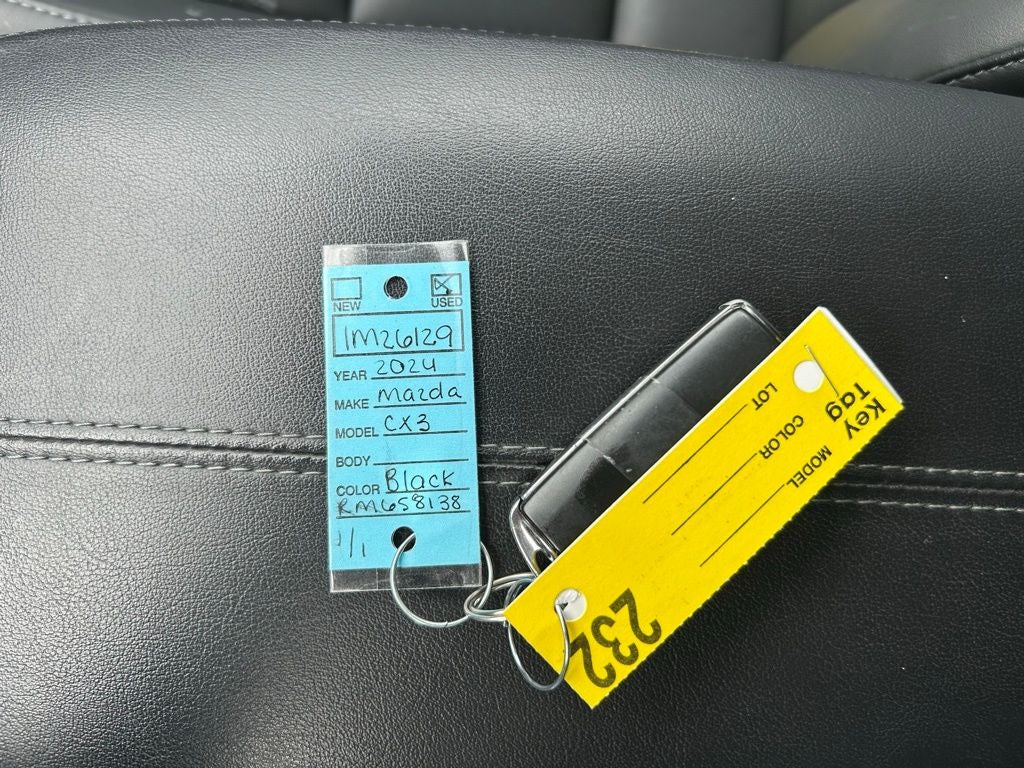 NEW USED
1M26129
YEAR 2024
MAKE Mazda
MODEL CX3
BODY
COLOR Black
RM658138
1/1
Key
Tag
MODEL
COLOR
LOT
232